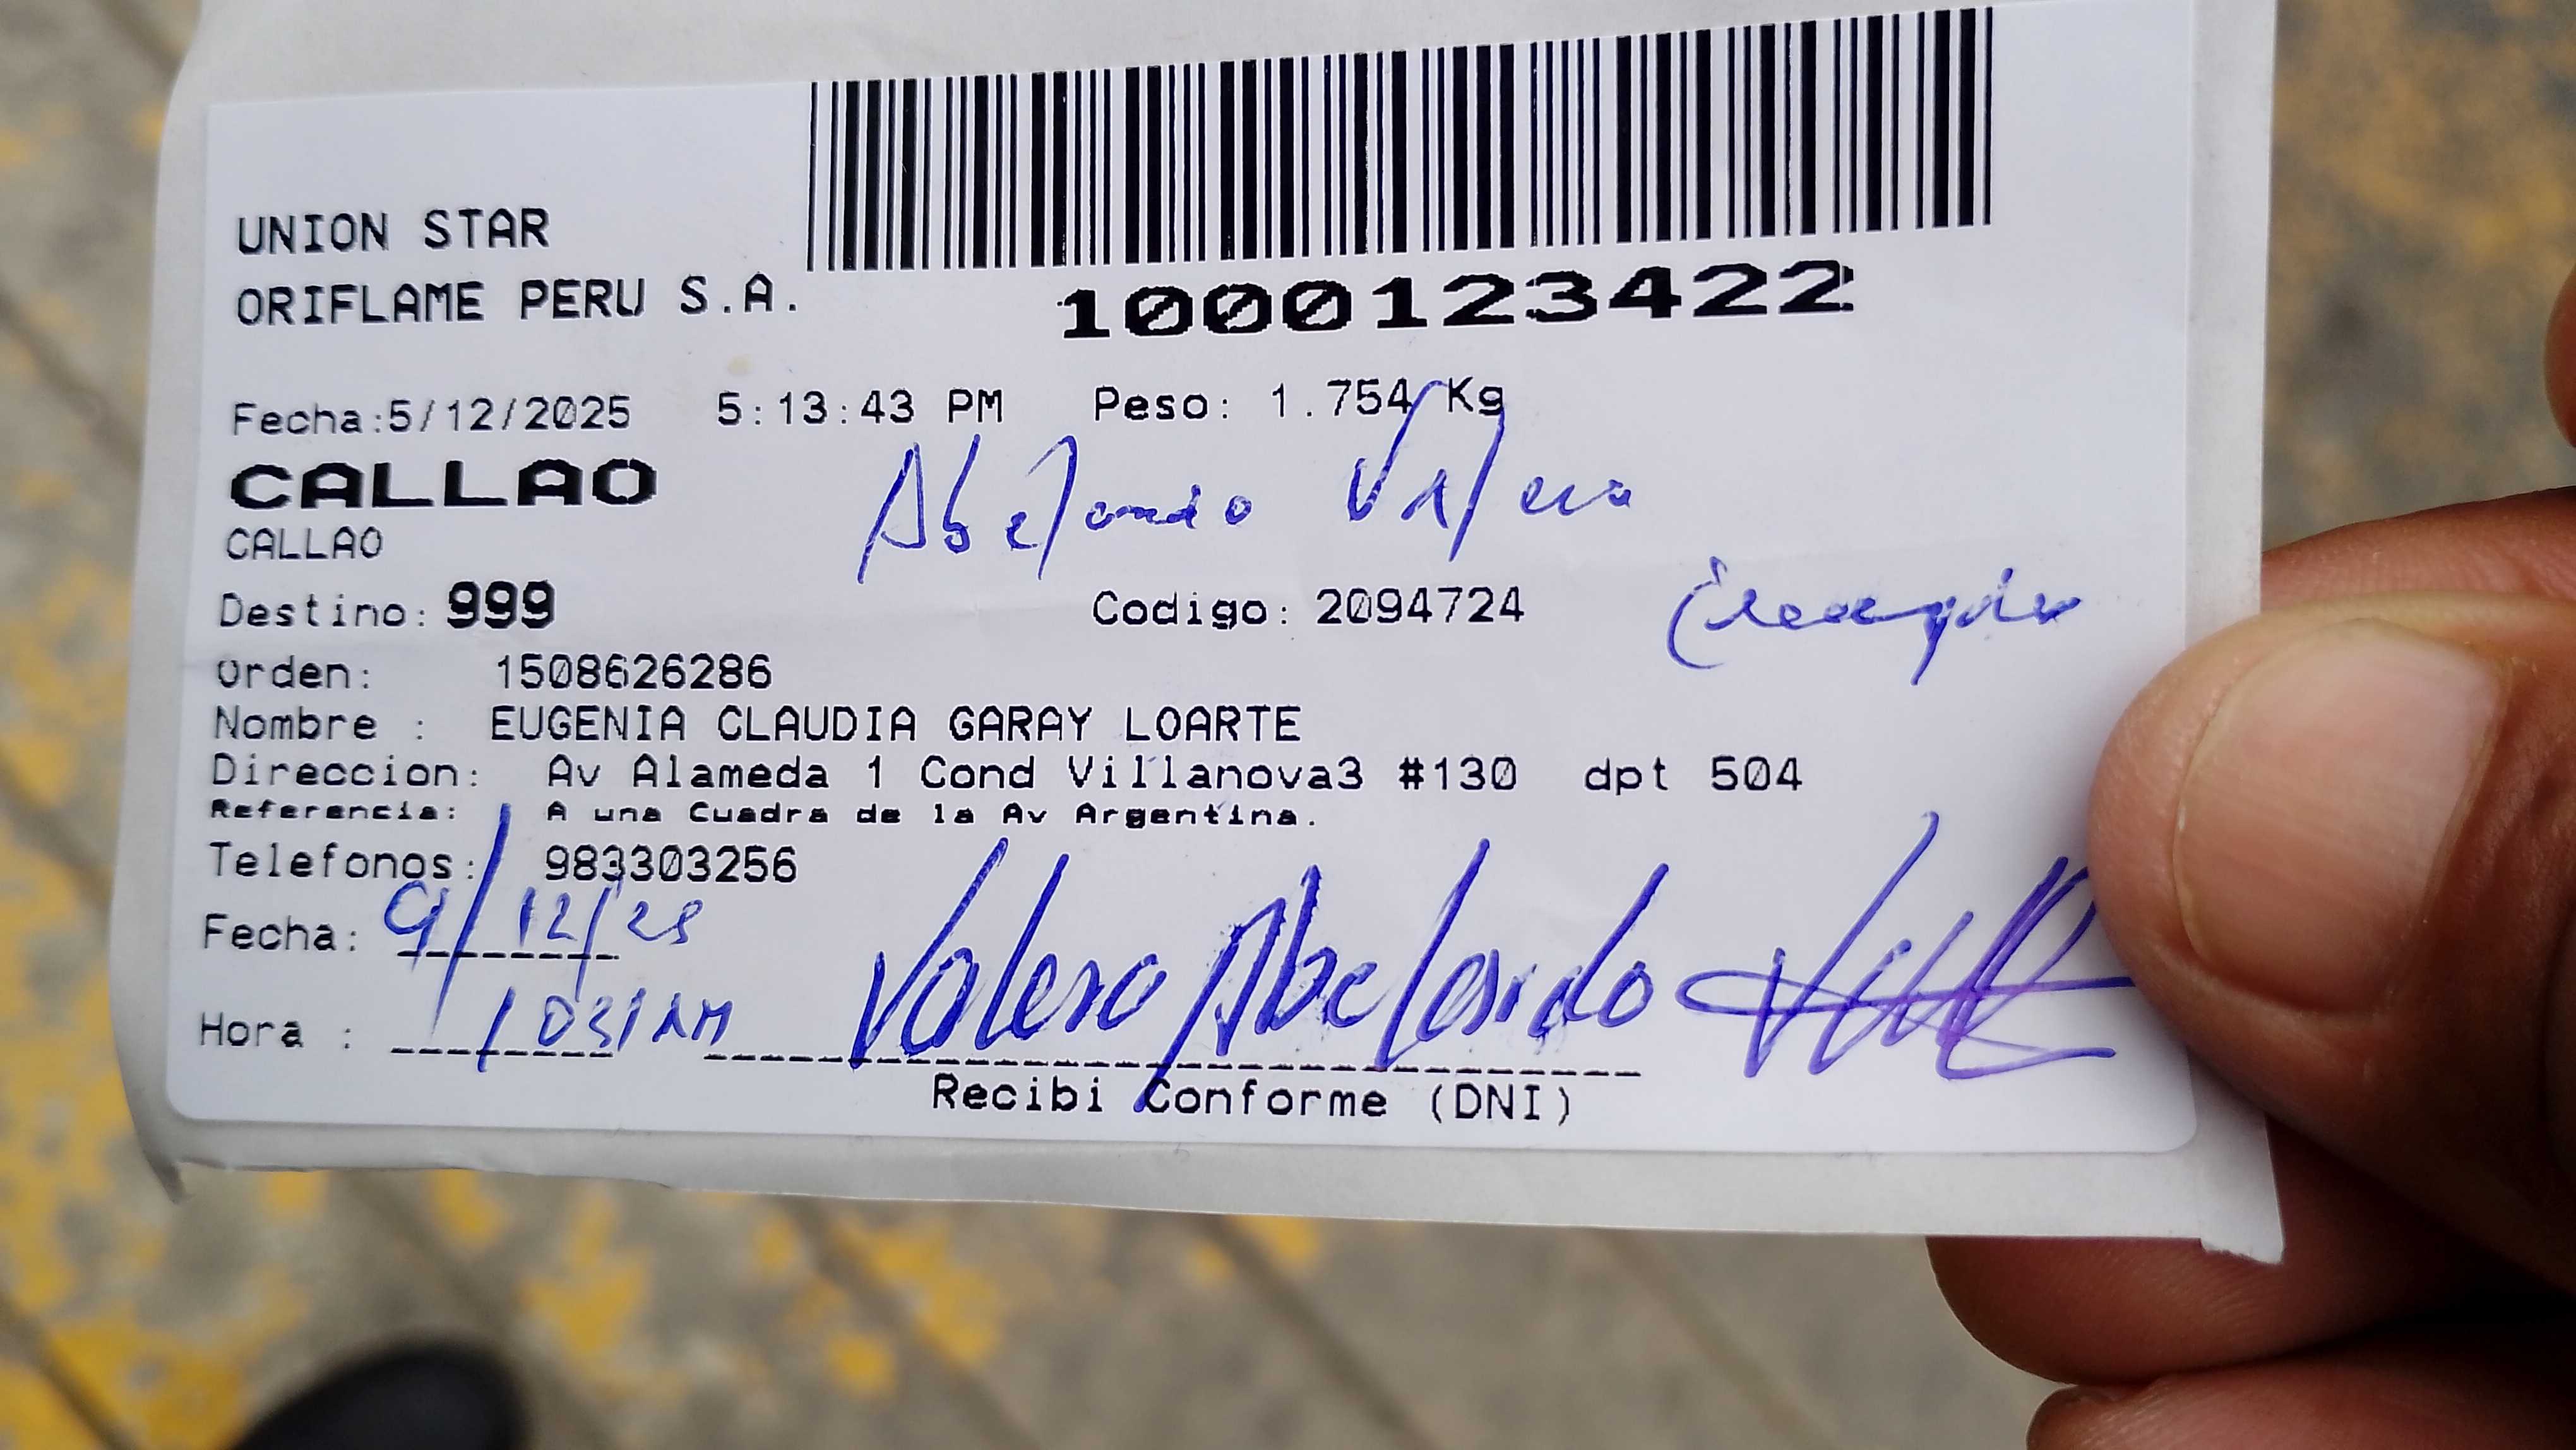 UNION STAR
ORIFLAME PERU S.A.
1000123422
Fecha:5/12/2025 5:13:43 PM Peso: 1.754 Kg
CALLAO
Abelardo Valero
CALLAO
Destino: 999 Codigo: 2094724
Orden: 1508626286
Nombre : EUGENIA CLAUDIA GARAY LOARTE
Direccion: Av Alameda 1 Cond Villanova3 #130 dpt 504
Referencia: A una Cuadra de la Av Argentina.
Telefonos: 983303256
Fecha: 9/12/25
Hora : 1031 AM Valero Abelardo
Recibi Conforme (DNI)